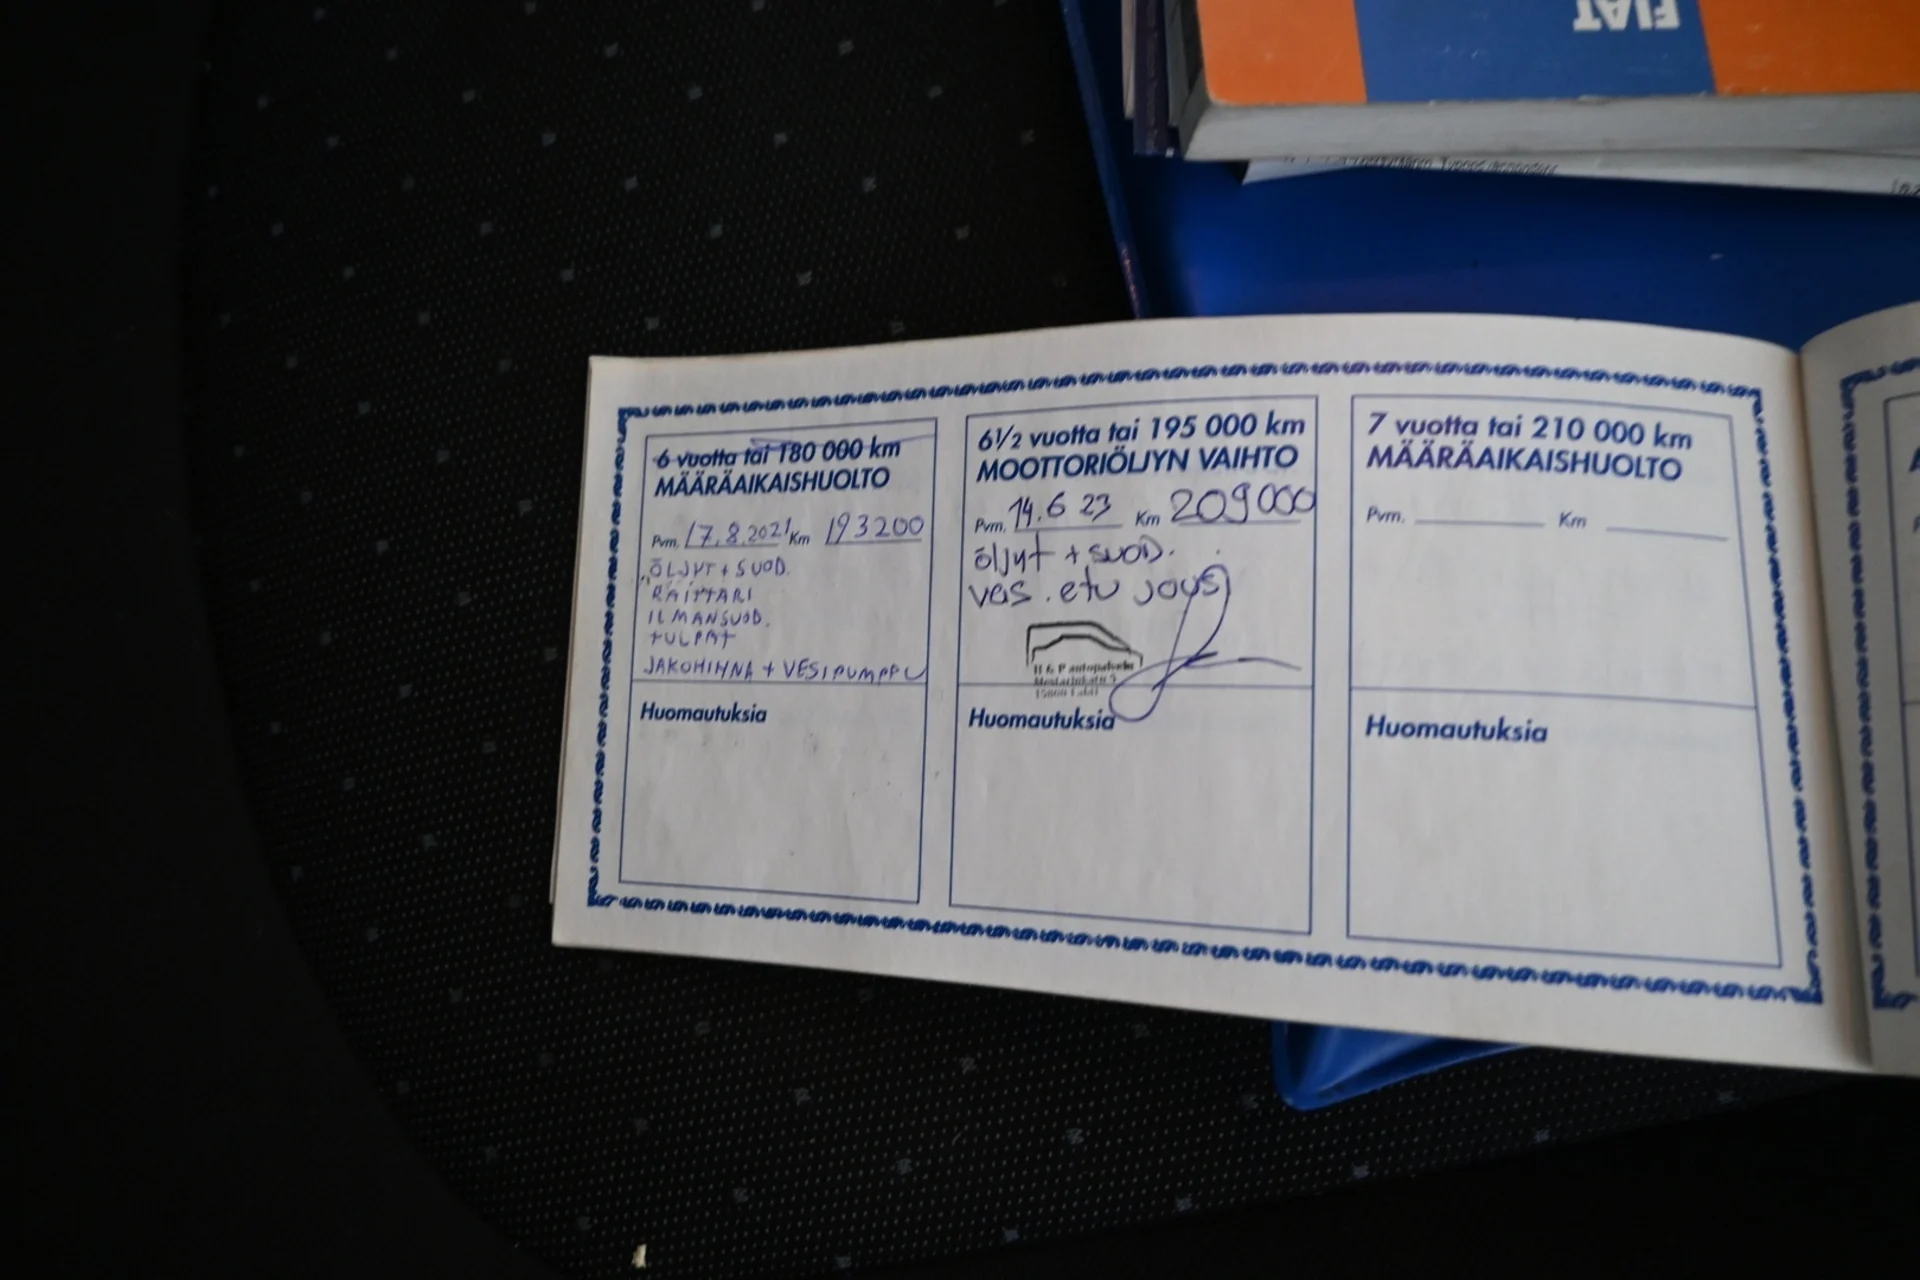 FIAT
6 vuotta tai 180 000 km
MÄÄRÄAIKAISHUOLTO
Pvm. 17.8.2021 Km 193200
ÖLJYT + SUOD.
RAITTARI
ILMANSUOD.
TULPAT
JAKOHIHNA + VESIPUMPPU
Huomautuksia
6½ vuotta tai 195 000 km
MOOTTORIÖLJYN VAIHTO
Pvm. 14.6 23 Km 209000
öljyt + suod.
vas. etu jous
autopalvelu
Huomautuksia
7 vuotta tai 210 000 km
MÄÄRÄAIKAISHUOLTO
Pvm. Km
Huomautuksia